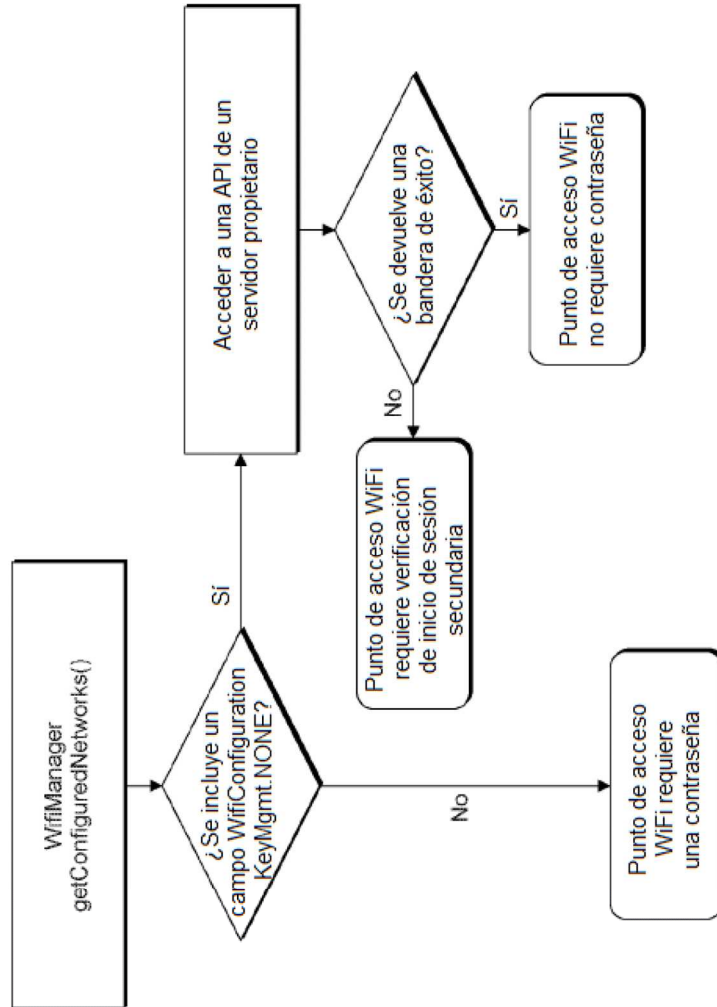 WifiManager
getConfiguredNetworks()
¿Se incluye un
campo WifiConfiguration
KeyMgmt.NONE?
Sí
No
Acceder a una API de un
servidor propietario
¿Se devuelve una
bandera de éxito?
No
Sí
Punto de acceso WiFi
requiere verificación
de inicio de sesión
secundaria
Punto de acceso WiFi
no requiere contraseña
Punto de acceso
WiFi requiere
una contraseña